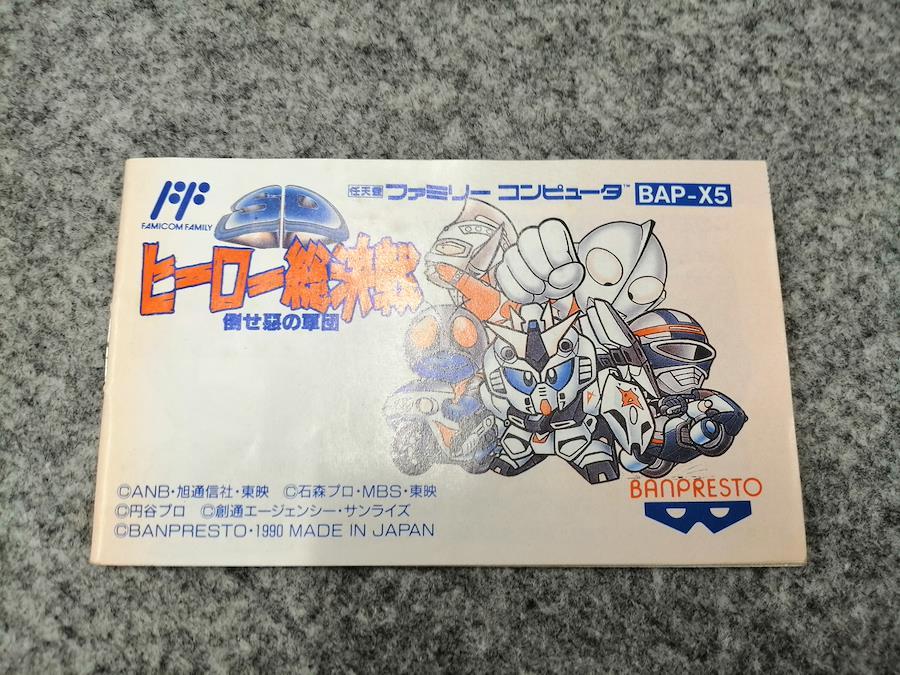 FAMICOM FAMILY
SD
任天堂 ファミリー コンピュータ™ BAP-X5
ヒーロー総決戦
倒せ悪の軍団
©ANB・旭通信社・東映 ©石森プロ・MBS・東映
©円谷プロ ©創通エージェンシー・サンライズ
©BANPRESTO・1990 MADE IN JAPAN
BANPRESTO